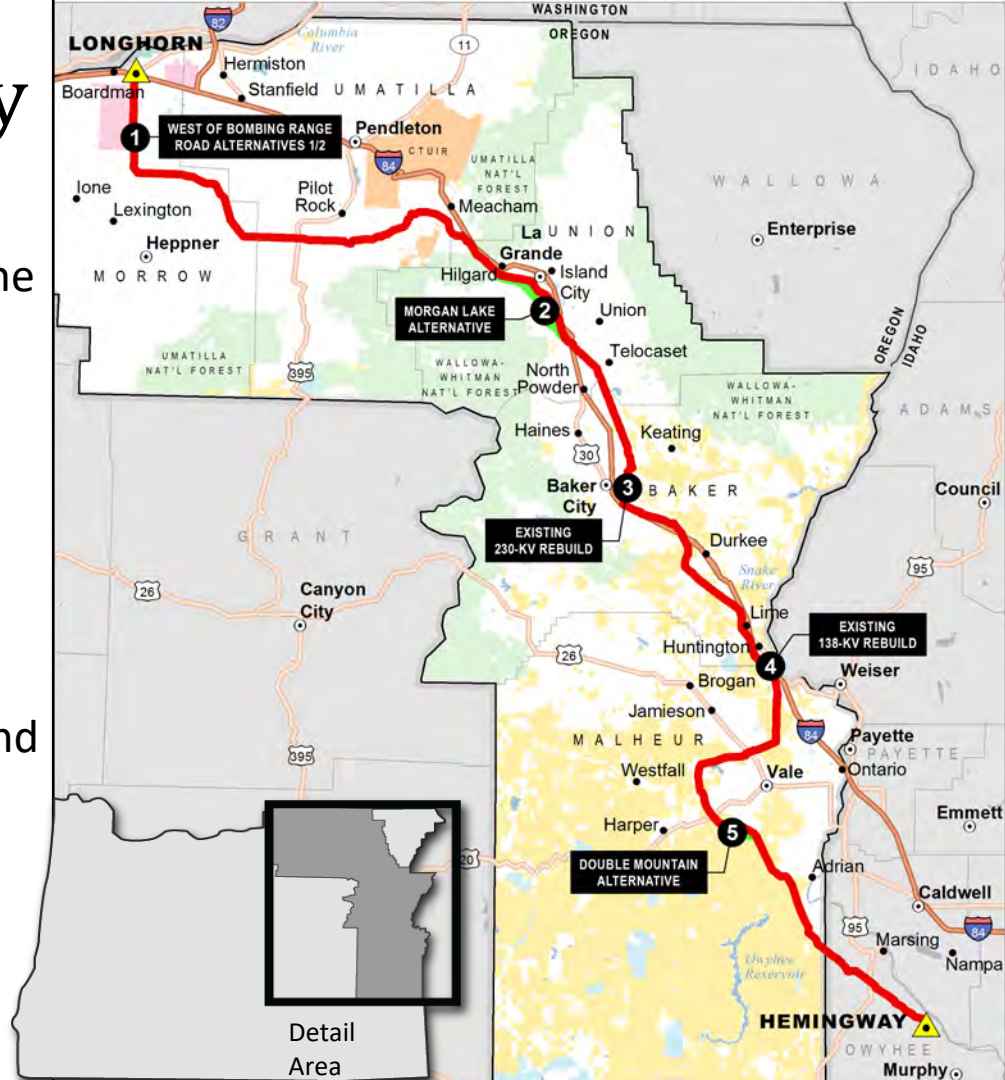 WASHINGTON
OREGON
82
Columbia
River
11
LONGHORN
Hermiston
IDAHO
Boardman
Stanfield
UMATILLA
y
1
WEST OF BOMBING RANGE
ROAD ALTERNATIVES 1/2
Pendleton
CTUIR
84
UMATILLA
NAT'L
FOREST
WALLOWA
Ione
Pilot
Rock
Meacham
Lexington
Enterprise
Heppner
La
Grande
UNION
MORROW
Hilgard
Island
City
ne
MORGAN LAKE
ALTERNATIVE
2
Union
OREGON
IDAHO
UMATILLA
NAT'L FOREST
395
WALLOWA-
WHITMAN
NAT'L FOREST
Telocaset
North
Powder
WALLOWA-
WHITMAN
NAT'L FOREST
ADAMS
Haines
Keating
30
Baker
City
3
BAKER
Council
EXISTING
230-KV REBUILD
GRANT
Durkee
Snake
River
95
26
Canyon
City
Lime
EXISTING
138-KV REBUILD
26
Huntington
4
Weiser
Brogan
Jamieson
84
nd
MALHEUR
Payette
PAYETTE
395
Westfall
Vale
Ontario
Emmett
Harper
5
20
DOUBLE MOUNTAIN
ALTERNATIVE
Adrian
Caldwell
95
84
Marsing
Owyhee
Reservoir
Nampa
HEMINGWAY
Detail
Area
OWYHEE
Murphy